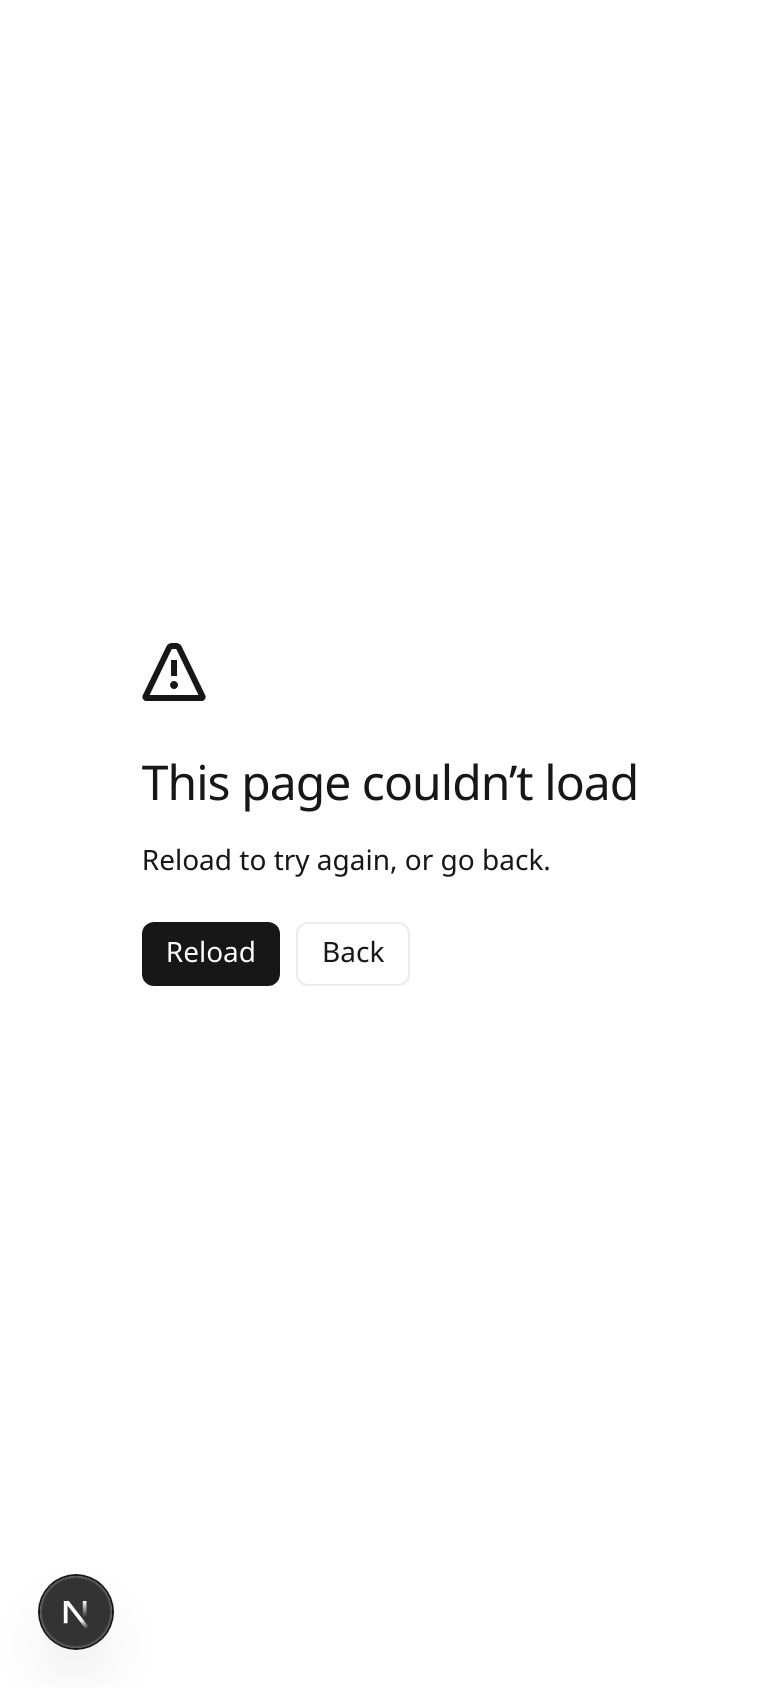 This page couldn’t load
Reload to try again, or go back.
Reload
Back
N